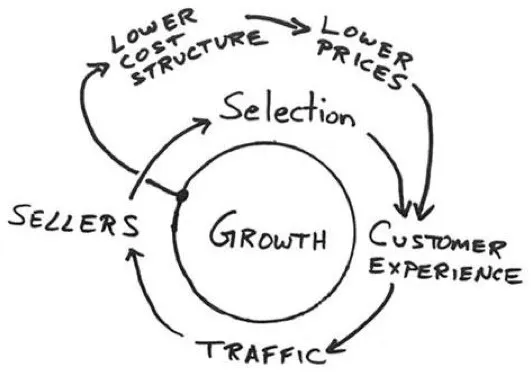 LOWER
COST
STRUCTURE
LOWER
PRICES
Selection
SELLERS
GROWTH
CUSTOMER
EXPERIENCE
TRAFFIC